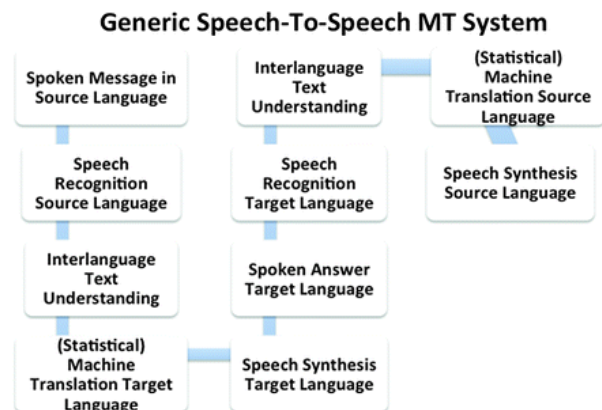 Generic Speech-To-Speech MT System
Spoken Message in
Source Language
Speech
Recognition
Source Language
Interlanguage
Text
Understanding
(Statistical)
Machine
Translation Target
Language
Speech Synthesis
Target Language
Spoken Answer
Target Language
Speech
Recognition
Target Language
Interlanguage
Text
Understanding
(Statistical)
Machine
Translation Source
Language
Speech Synthesis
Source Language